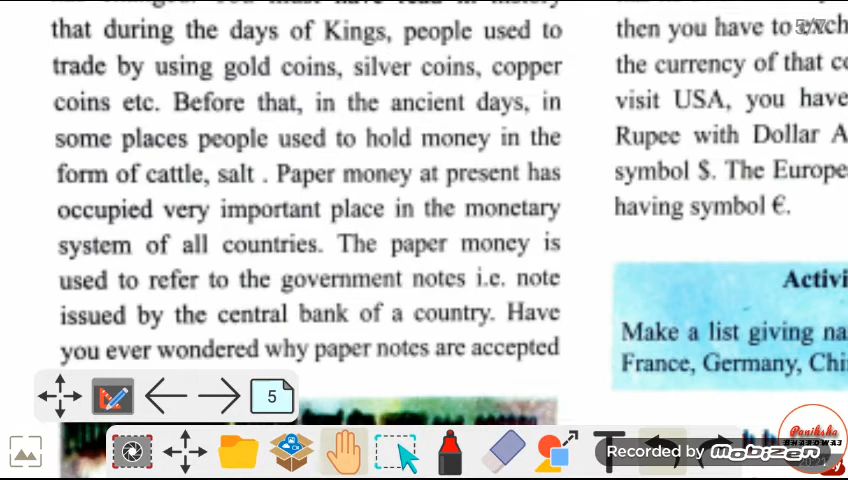 that during the days of Kings, people used to
trade by using gold coins, silver coins, copper
coins etc. Before that, in the ancient days, in
some places people used to hold money in the
form of cattle, salt . Paper money at present has
occupied very important place in the monetary
system of all countries. The paper money is
used to refer to the government notes i.e. note
issued by the central bank of a country. Have
you ever wondered why paper notes are accepted
then you have to
the currency of that
visit USA, you have
Rupee with Dollar
symbol $. The Europe
having symbol €.
Activi
Make a list giving na
France, Germany, Chi
5/7
5
Recorded by mobizen
Paniksha
BHARDWAJ